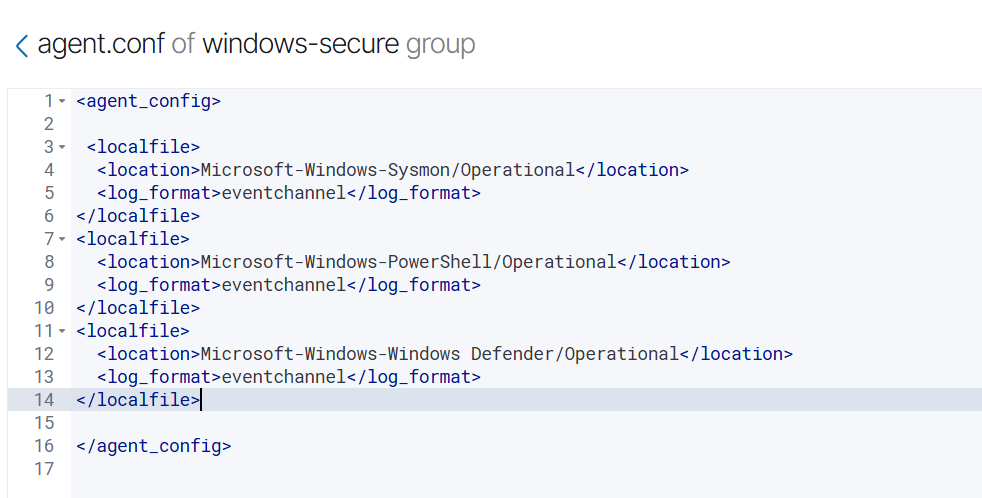 agent.conf of windows-secure group
1 <agent_config>
2
3 <localfile>
4 <location>Microsoft-Windows-Sysmon/Operational</location>
5 <log_format>eventchannel</log_format>
6 </localfile>
7 <localfile>
8 <location>Microsoft-Windows-PowerShell/Operational</location>
9 <log_format>eventchannel</log_format>
10 </localfile>
11 <localfile>
12 <location>Microsoft-Windows-Windows Defender/Operational</location>
13 <log_format>eventchannel</log_format>
14 </localfile>
15
16 </agent_config>
17